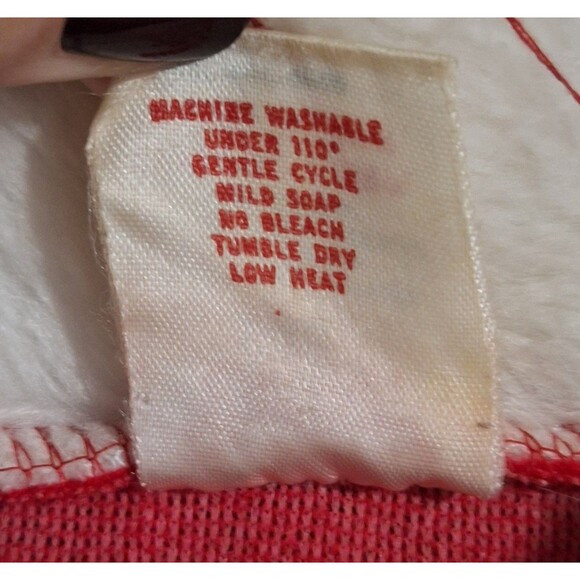 MACHINE WASHABLE
UNDER 110°
GENTLE CYCLE
MILD SOAP
NO BLEACH
TUMBLE DRY
LOW HEAT